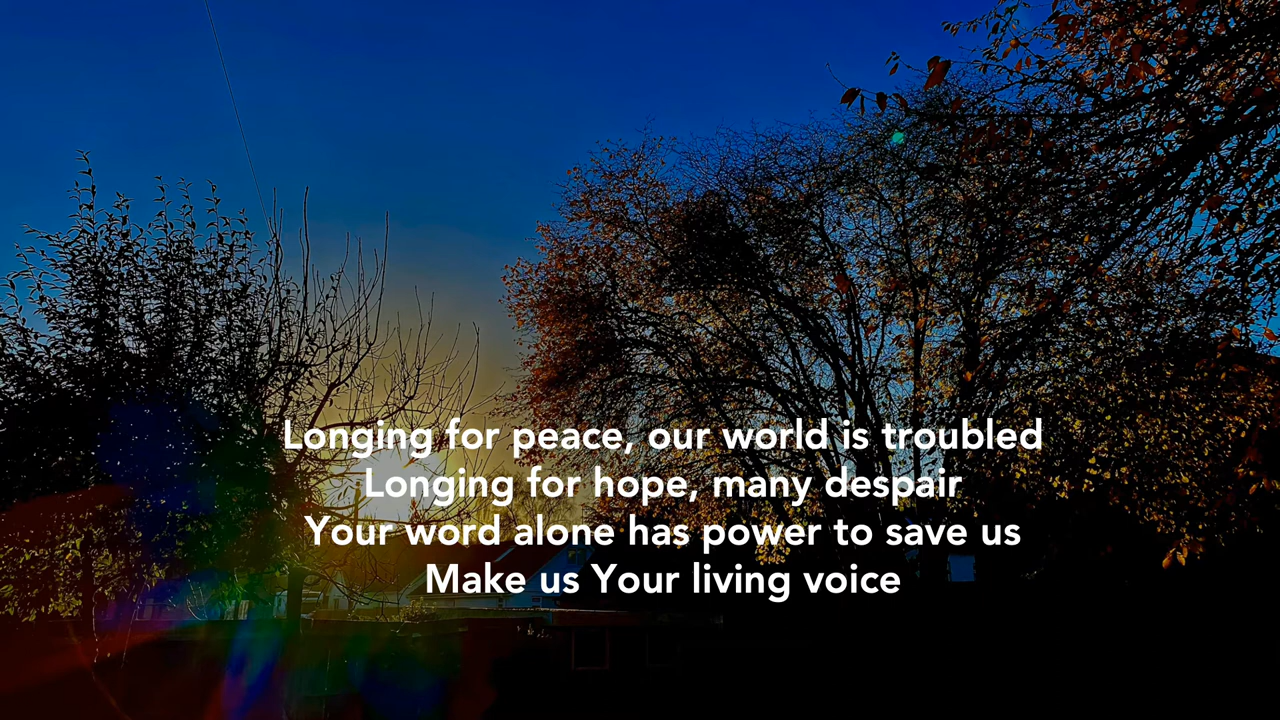 Longing for peace, our world is troubled
Longing for hope, many despair
Your word alone has power to save us
Make us Your living voice